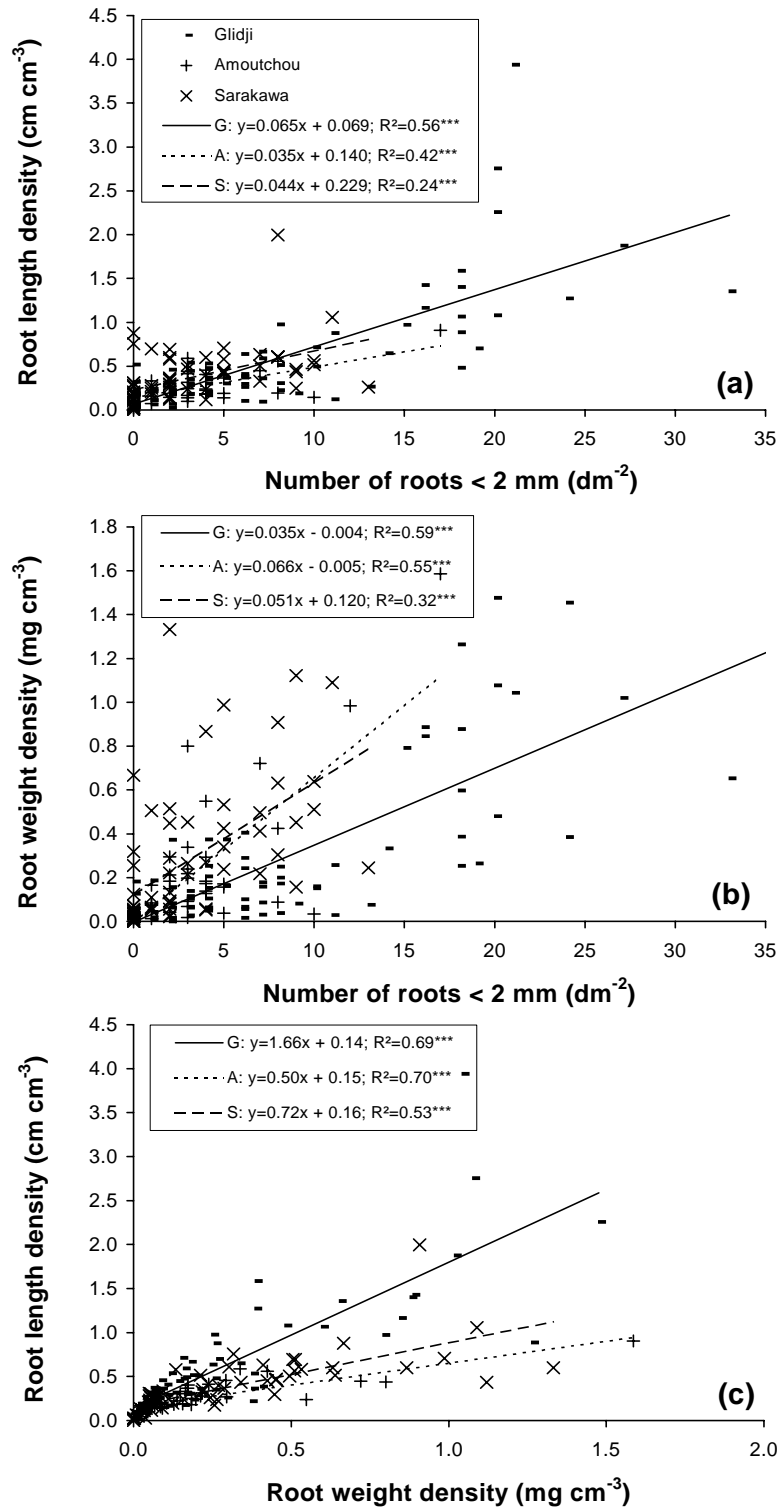 4.5
4.0
3.5
3.0
2.5
2.0
1.5
1.0
0.5
0.0
Root length density (cm cm-3)
Glidji
Amoutchou
Sarakawa
G: y=0.065x + 0.069; R²=0.56***
A: y=0.035x + 0.140; R²=0.42***
S: y=0.044x + 0.229; R²=0.24***
(a)
0 5 10 15 20 25 30 35
Number of roots < 2 mm (dm-2)
1.8
1.6
1.4
1.2
1.0
0.8
0.6
0.4
0.2
0.0
Root weight density (mg cm-3)
G: y=0.035x - 0.004; R²=0.59***
A: y=0.066x - 0.005; R²=0.55***
S: y=0.051x + 0.120; R²=0.32***
(b)
0 5 10 15 20 25 30 35
Number of roots < 2 mm (dm-2)
4.5
4.0
3.5
3.0
2.5
2.0
1.5
1.0
0.5
0.0
Root length density (cm cm-3)
G: y=1.66x + 0.14; R²=0.69***
A: y=0.50x + 0.15; R²=0.70***
S: y=0.72x + 0.16; R²=0.53***
(c)
0.0 0.5 1.0 1.5 2.0
Root weight density (mg cm-3)